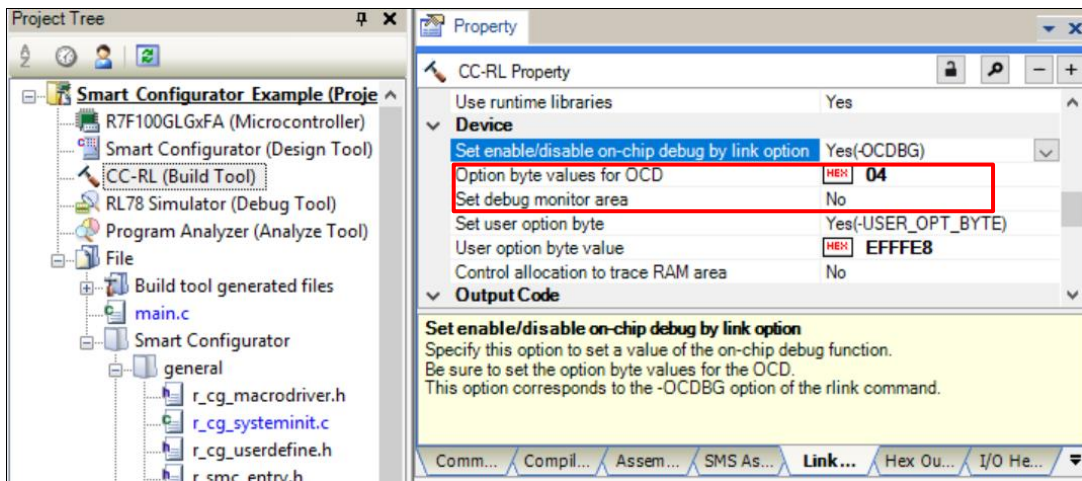 Project Tree
Smart Configurator Example (Proje
R7F100GLGxFA (Microcontroller)
Smart Configurator (Design Tool)
CC-RL (Build Tool)
RL78 Simulator (Debug Tool)
Program Analyzer (Analyze Tool)
File
Build tool generated files
main.c
Smart Configurator
general
r_cg_macrodriver.h
r_cg_systeminit.c
r_cg_userdefine.h
r_smc_entry.h
Property
CC-RL Property
Use runtime libraries Yes
Device
Set enable/disable on-chip debug by link option Yes(-OCDBG)
Option byte values for OCD HEX 04
Set debug monitor area No
Set user option byte Yes(-USER_OPT_BYTE)
User option byte value HEX EFFFE8
Control allocation to trace RAM area No
Output Code
Set enable/disable on-chip debug by link option
Specify this option to set a value of the on-chip debug function.
Be sure to set the option byte values for the OCD.
This option corresponds to the -OCDBG option of the rlink command.
Comm... Compil... Assem... SMS As... Link... Hex Ou... I/O He...